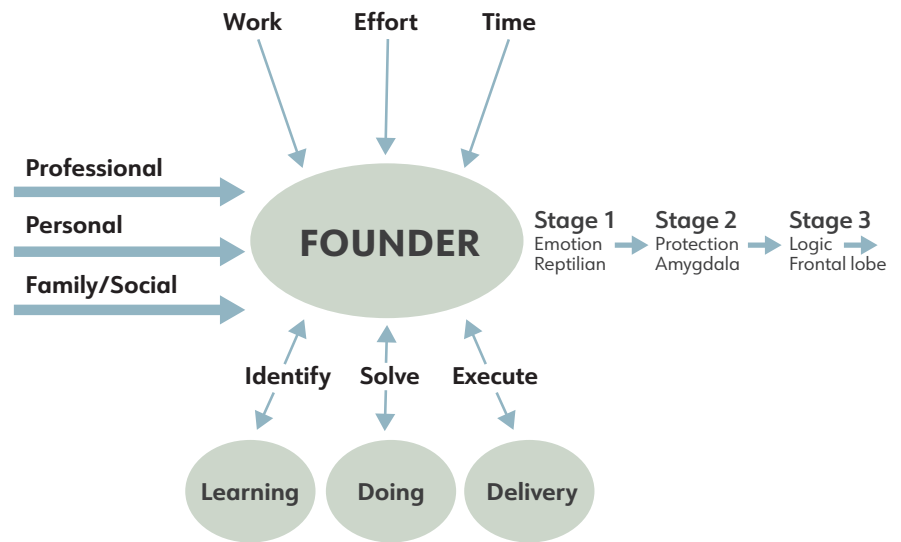 Work Effort Time
Professional
Personal
Family/Social
FOUNDER
Stage 1
Emotion
Reptilian
Stage 2
Protection
Amygdala
Stage 3
Logic
Frontal lobe
Identify Solve Execute
Learning Doing Delivery